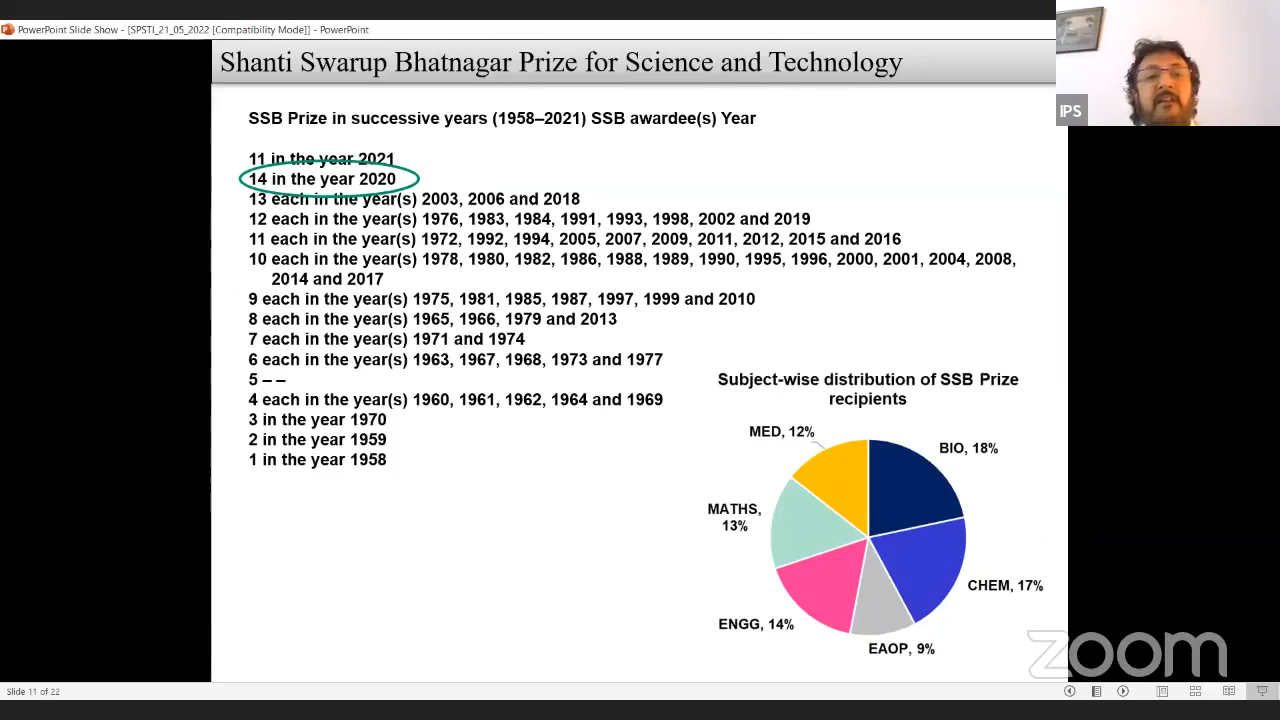 PowerPoint Slide Show - [SPSTI_21_05_2022 [Compatibility Mode]] - PowerPoint
Shanti Swarup Bhatnagar Prize for Science and Technology
IPS
SSB Prize in successive years (1958–2021) SSB awardee(s) Year
11 in the year 2021
14 in the year 2020
13 each in the year(s) 2003, 2006 and 2018
12 each in the year(s) 1976, 1983, 1984, 1991, 1993, 1998, 2002 and 2019
11 each in the year(s) 1972, 1992, 1994, 2005, 2007, 2009, 2011, 2012, 2015 and 2016
10 each in the year(s) 1978, 1980, 1982, 1986, 1988, 1989, 1990, 1995, 1996, 2000, 2001, 2004, 2008,
2014 and 2017
9 each in the year(s) 1975, 1981, 1985, 1987, 1997, 1999 and 2010
8 each in the year(s) 1965, 1966, 1979 and 2013
7 each in the year(s) 1971 and 1974
6 each in the year(s) 1963, 1967, 1968, 1973 and 1977
5 – –
4 each in the year(s) 1960, 1961, 1962, 1964 and 1969
3 in the year 1970
2 in the year 1959
1 in the year 1958
Subject-wise distribution of SSB Prize
recipients
MED, 12%
BIO, 18%
MATHS,
13%
CHEM, 17%
ENGG, 14%
EAOP, 9%
zoom
Slide 11 of 22